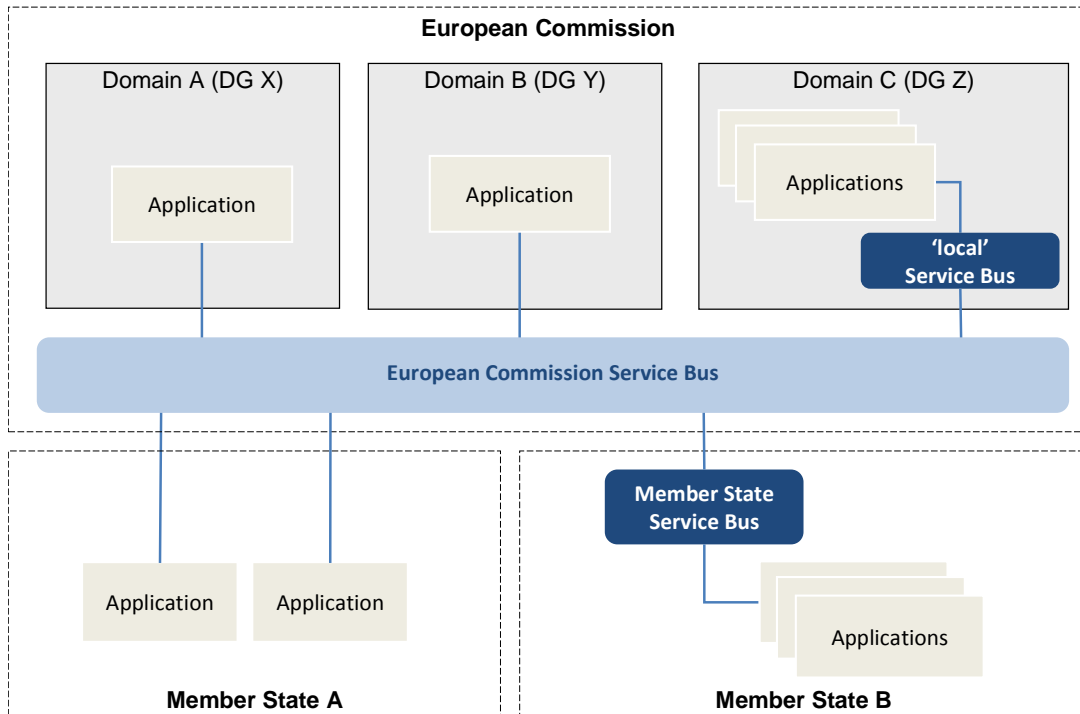 European Commission
Domain A (DG X)
Domain B (DG Y)
Domain C (DG Z)
Application
Application
Applications
‘local’
Service Bus
European Commission Service Bus
Member State
Service Bus
Application
Application
Applications
Member State A
Member State B